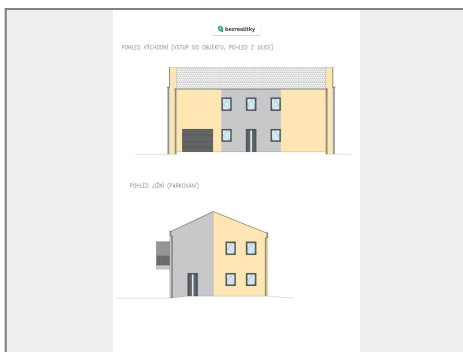 bezrealitky
POHLED VÝCHODNÍ (VSTUP DO OBJEKTU, POHLED Z ULICE)
POHLED JIŽNÍ (PARKOVÁNÍ)